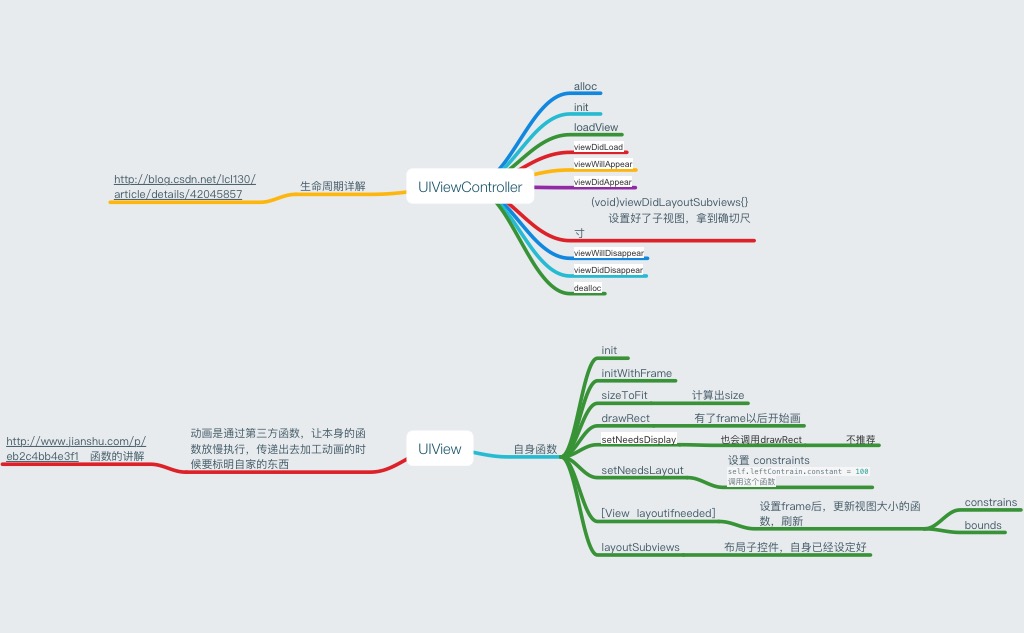 alloc
init
loadView
viewDidLoad
viewWillAppear
viewDidAppear
(void)viewDidLayoutSubviews{}
设置好了子视图，拿到确切尺
寸
viewWillDisappear
viewDidDisappear
dealloc
UIViewController
生命周期详解
http://blog.csdn.net/lcl130/
article/details/42045857
init
initWithFrame
sizeToFit 计算出size
drawRect 有了frame以后开始画
setNeedsDisplay 也会调用drawRect 不推荐
setNeedsLayout
设置 constraints
self.leftContrain.constant = 100
调用这个函数
[View layoutifneeded]
设置frame后，更新视图大小的函
数，刷新
constrains
bounds
layoutSubviews 布局子控件，自身已经设定好
自身函数
UIView
动画是通过第三方函数，让本身的函
数放慢执行，传递出去加工动画的时
候要标明自家的东西
http://www.jianshu.com/p/
eb2c4bb4e3f1 函数的讲解